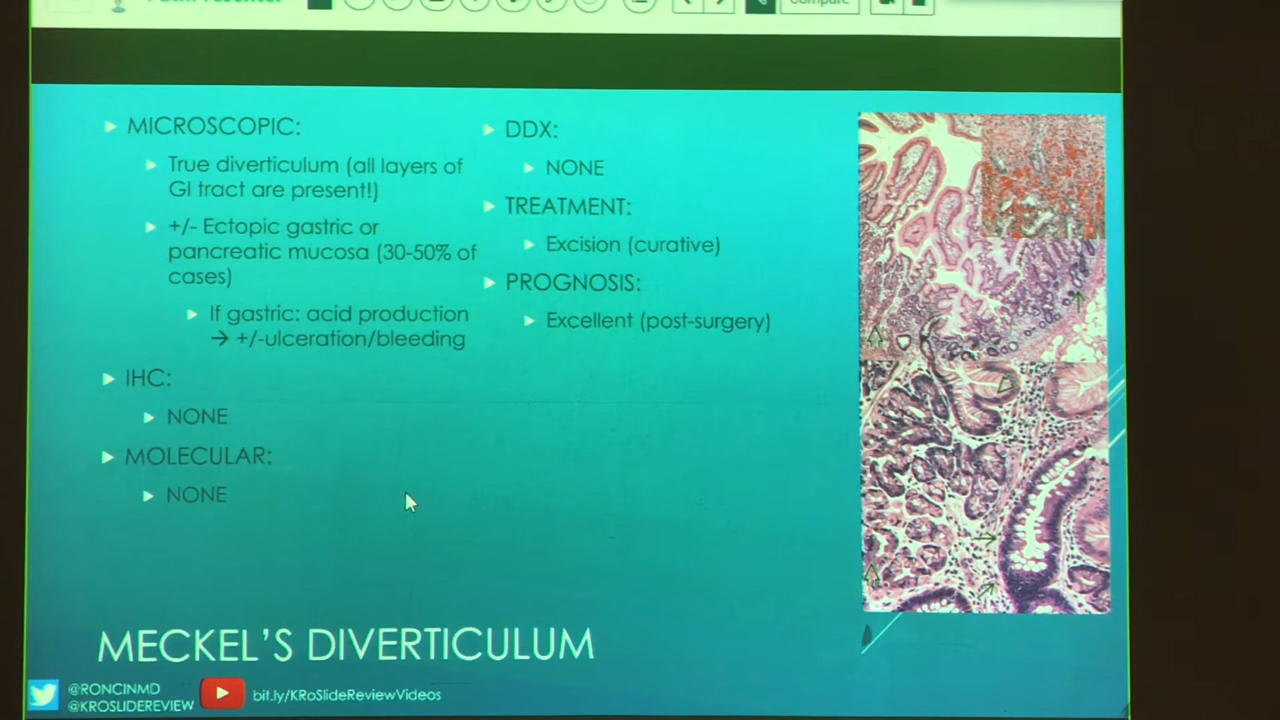 Compare
MICROSCOPIC:
True diverticulum (all layers of
GI tract are present!)
+/- Ectopic gastric or
pancreatic mucosa (30-50% of
cases)
If gastric: acid production
→ +/-ulceration/bleeding
IHC:
NONE
MOLECULAR:
NONE
DDX:
NONE
TREATMENT:
Excision (curative)
PROGNOSIS:
Excellent (post-surgery)
MECKEL'S DIVERTICULUM
@RONCINMD
@KROSLIDEREVIEW
bit.ly/KRoSlideReviewVideos